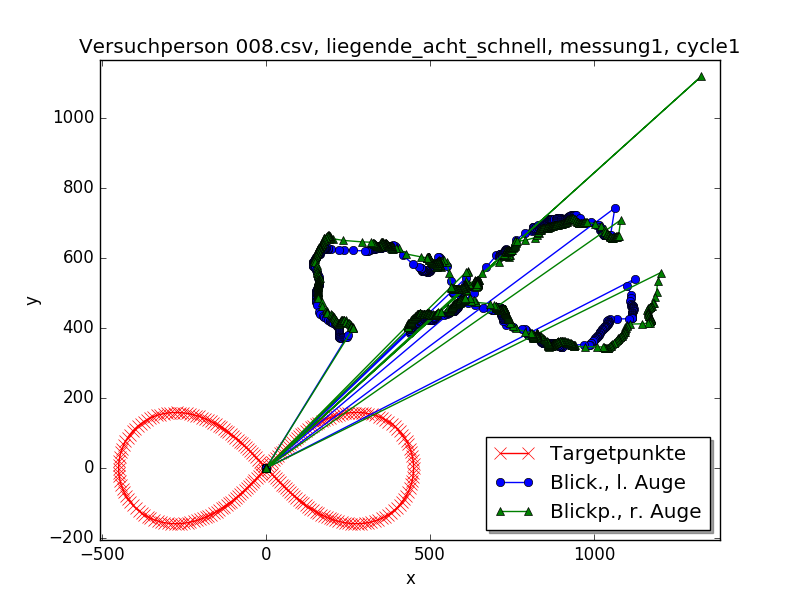 Versuchperson 008.csv, liegende_acht_schnell, messung1, cycle1
y
1000
800
600
400
200
0
−200
−500
0
500
1000
x
Targetpunkte
Blick., l. Auge
Blickp., r. Auge